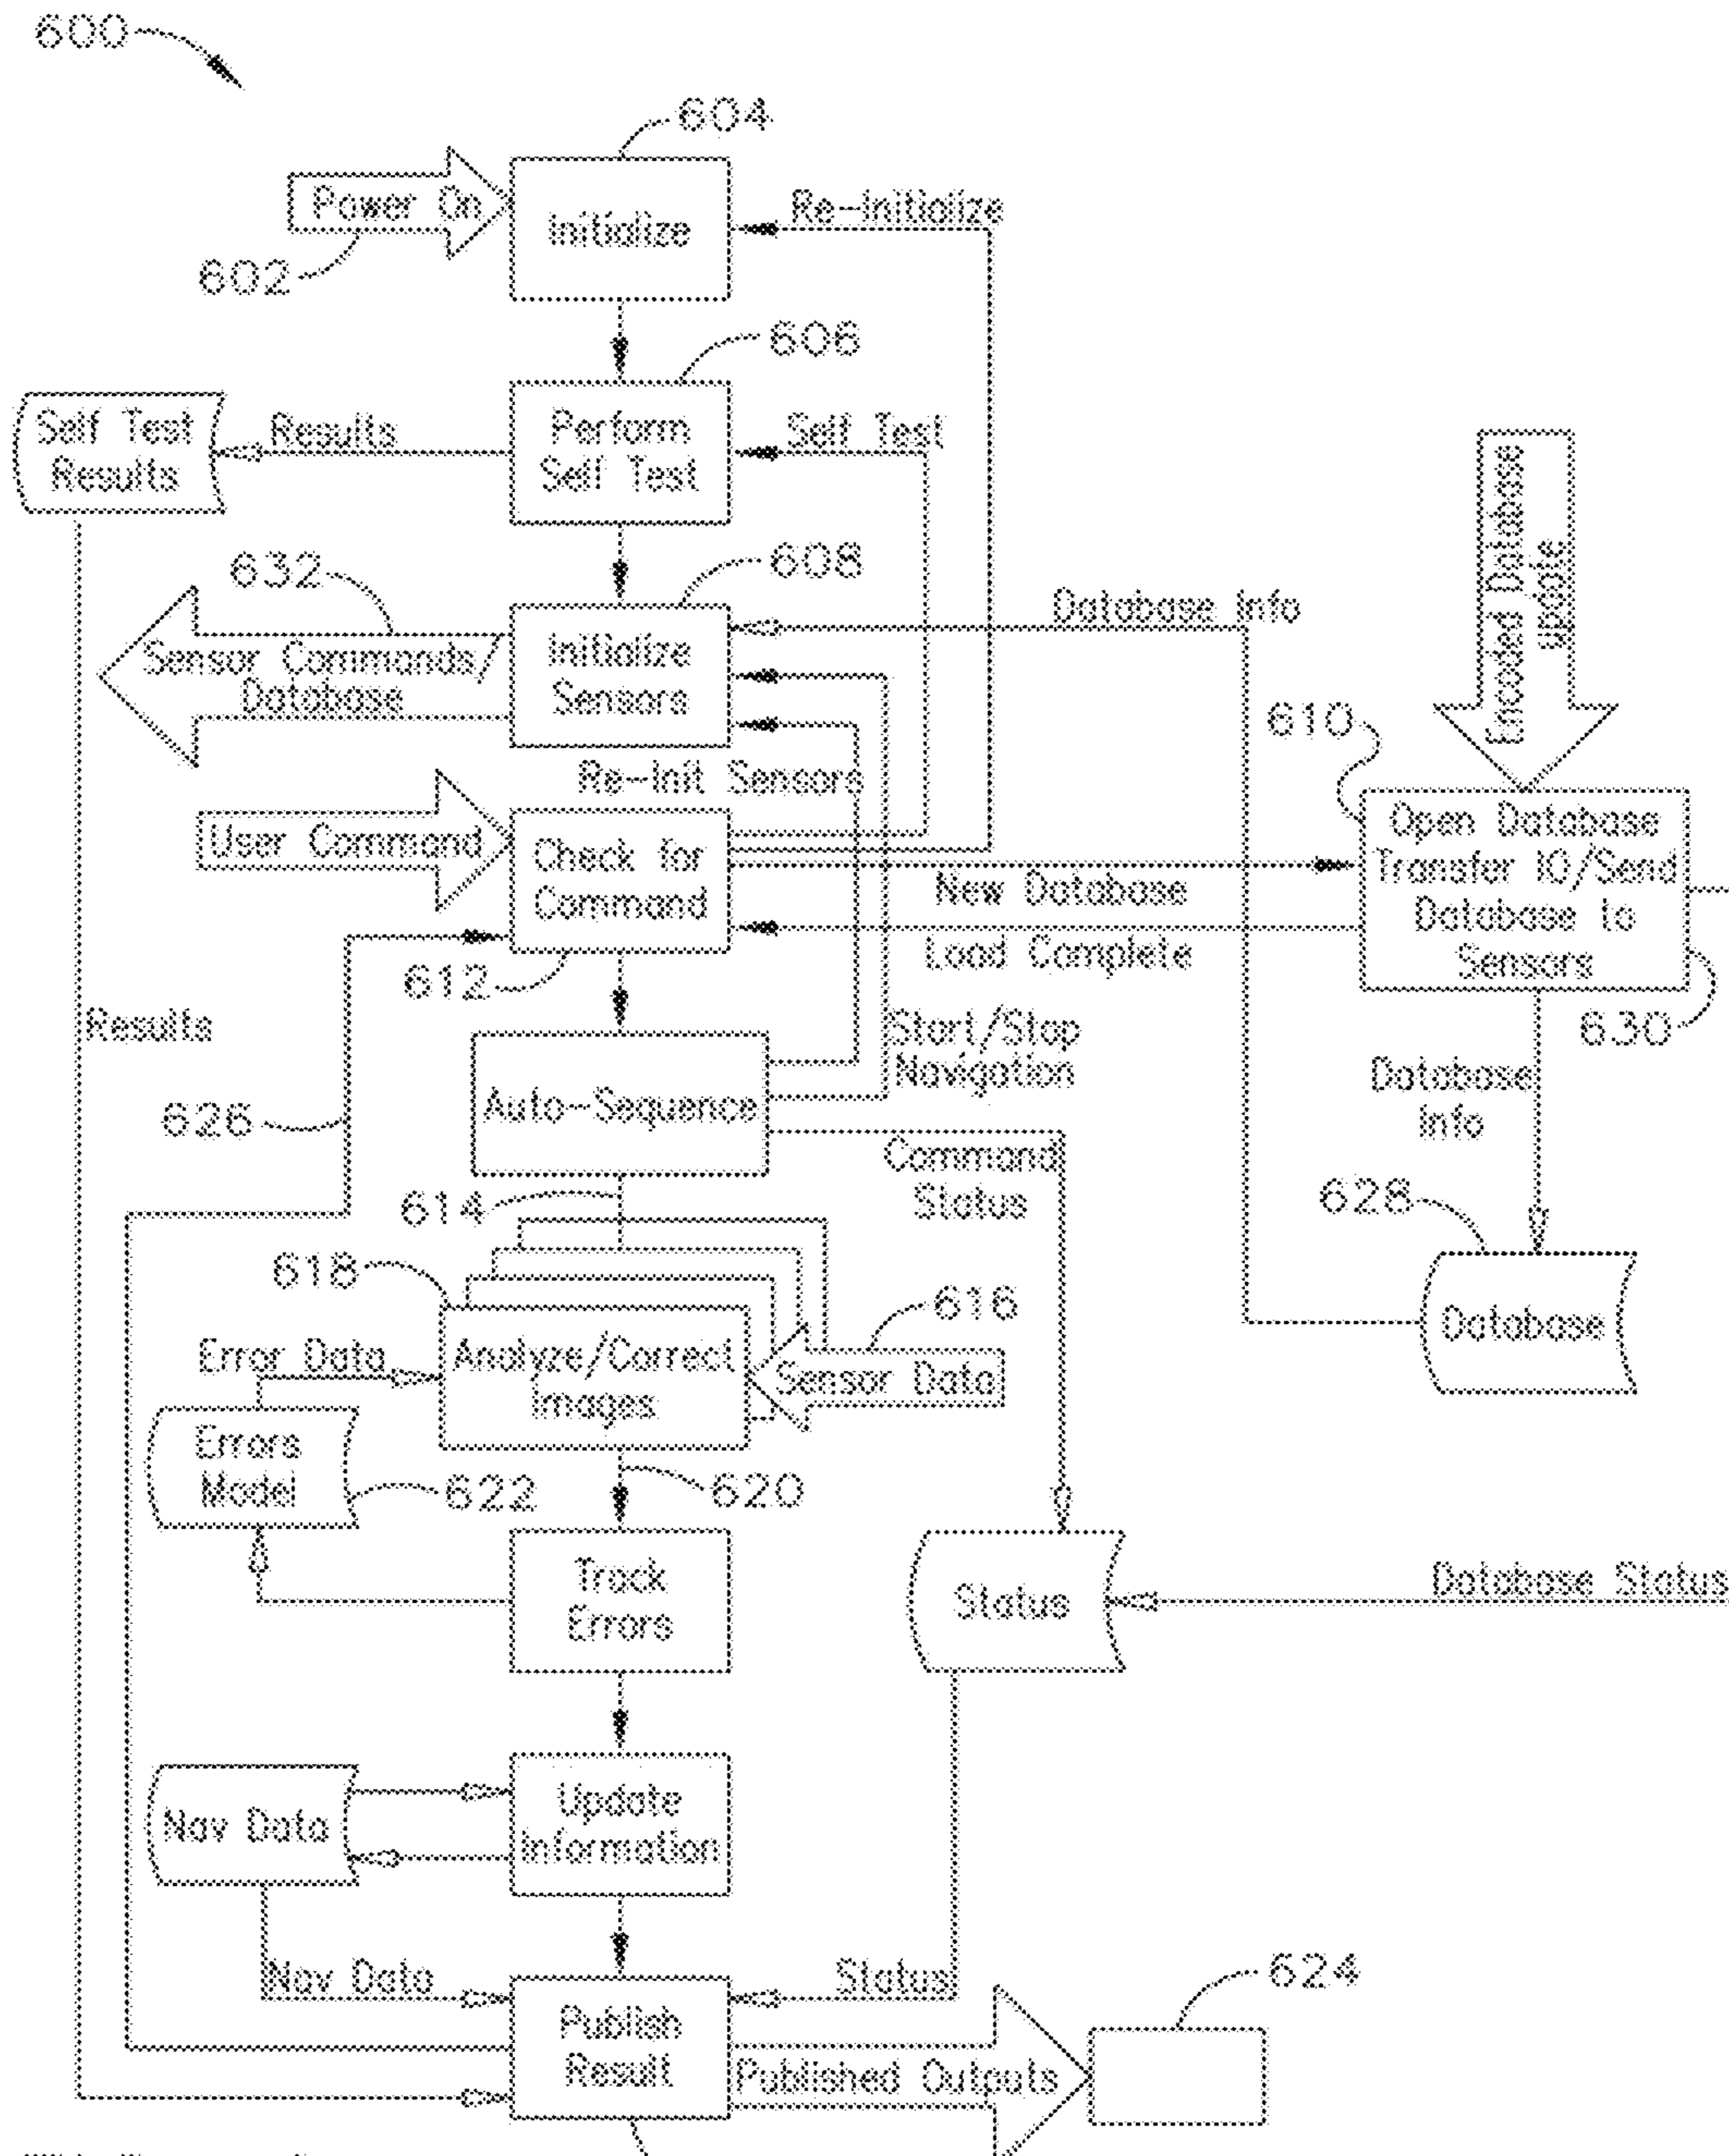 600
604
Power On
Initialize
Re-Initialize
602
606
Self Test
Results
Results
Perform
Self Test
Self Test
632
608
Database Info
Encoded Database
Update
Sensor Commands/
Database
Initialize
Sensors
610
Re-Init Sensors
User Command
Check for
Command
New Database
Load Complete
Open Database
Transfer IO/Send
Database to
Sensors
612
630
Results
Start/Stop
Navigation
Database
Info
626
Auto-Sequence
Command
Status
614
628
618
616
Error Data
Analyze/Correct
Images
Sensor Data
Database
Errors
Model
622
620
Track
Errors
Status
Database Status
Nav Data
Update
Information
Nav Data
Status
624
Publish
Result
Published Outputs